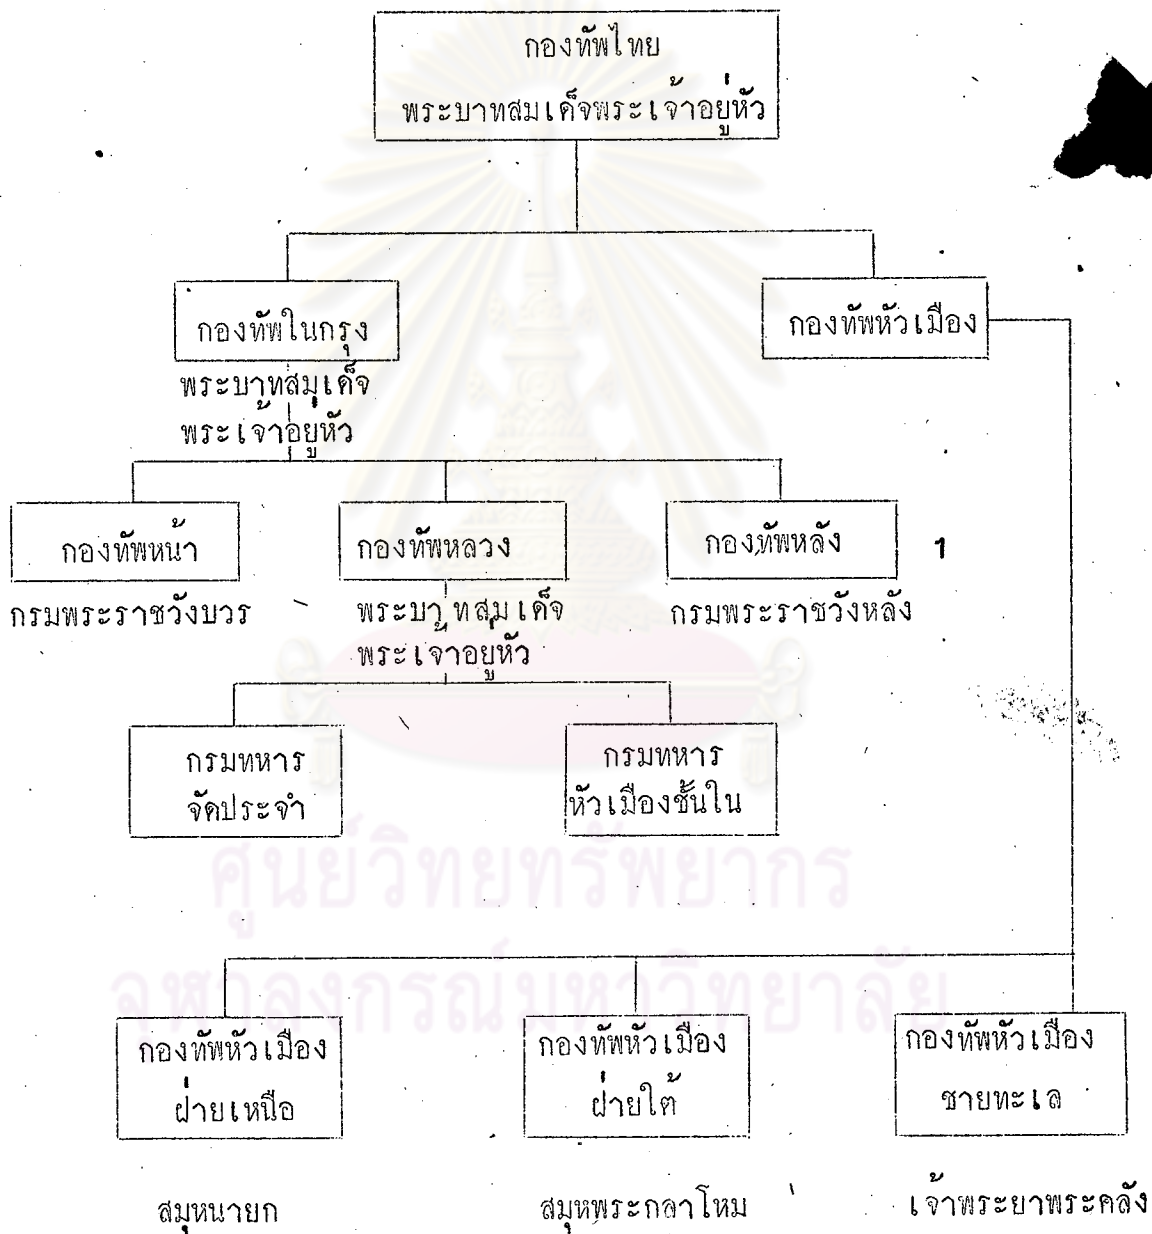 กองทัพไทย
พระบาทสมเด็จพระเจ้าอยู่หัว
กองทัพในกรุง
พระบาทสมเด็จ
พระเจ้าอยู่หัว
กองทัพหัวเมือง
กองทัพหน้า
กรมพระราชวังบวร
กองทัพหลวง
พระบาทสมเด็จ
พระเจ้าอยู่หัว
กองทัพหลัง
กรมพระราชวังหลัง
1
กรมทหาร
จัดประจำ
กรมทหาร
หัวเมืองชั้นใน
ศูนย์วิทยทรัพยากร
จุฬาลงกรณ์มหาวิทยาลัย
กองทัพหัวเมือง
ฝ่ายเหนือ
สมุหนายก
กองทัพหัวเมือง
ฝ่ายใต้
สมุหพระกลาโหม
กองทัพหัวเมือง
ชายทะเล
เจ้าพระยาพระคลัง